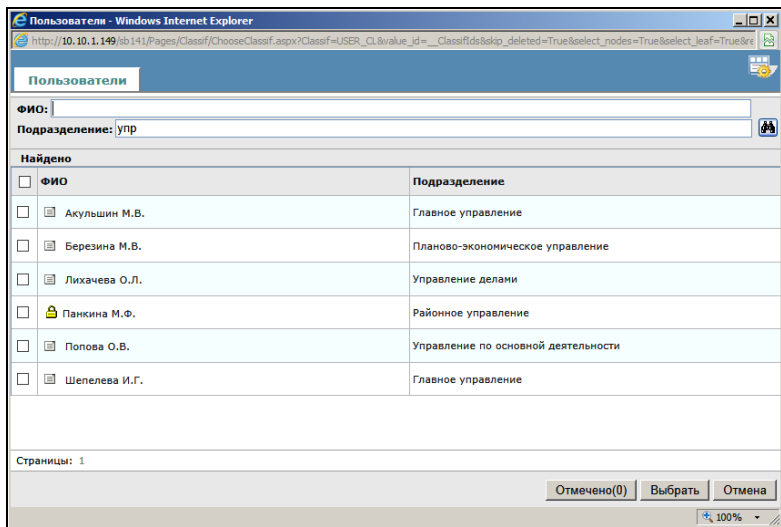 Пользователи - Windows Internet Explorer
http://10.10.1.149/sb141/Pages/Classif/ChooseClassif.aspx?Classif=USER_CL&value_id=__ClassifIds&skip_deleted=True&select_nodes=True&select_leaf=True&re
Пользователи
ФИО:
Подразделение: упр
Найдено
ФИО Подразделение
Акульшин М.В. Главное управление
Березина М.В. Планово-экономическое управление
Лихачева О.Л. Управление делами
Панкина М.Ф. Районное управление
Попова О.В. Управление по основной деятельности
Шепелева И.Г. Главное управление
Страницы: 1
Отмечено(0) Выбрать Отмена
100%